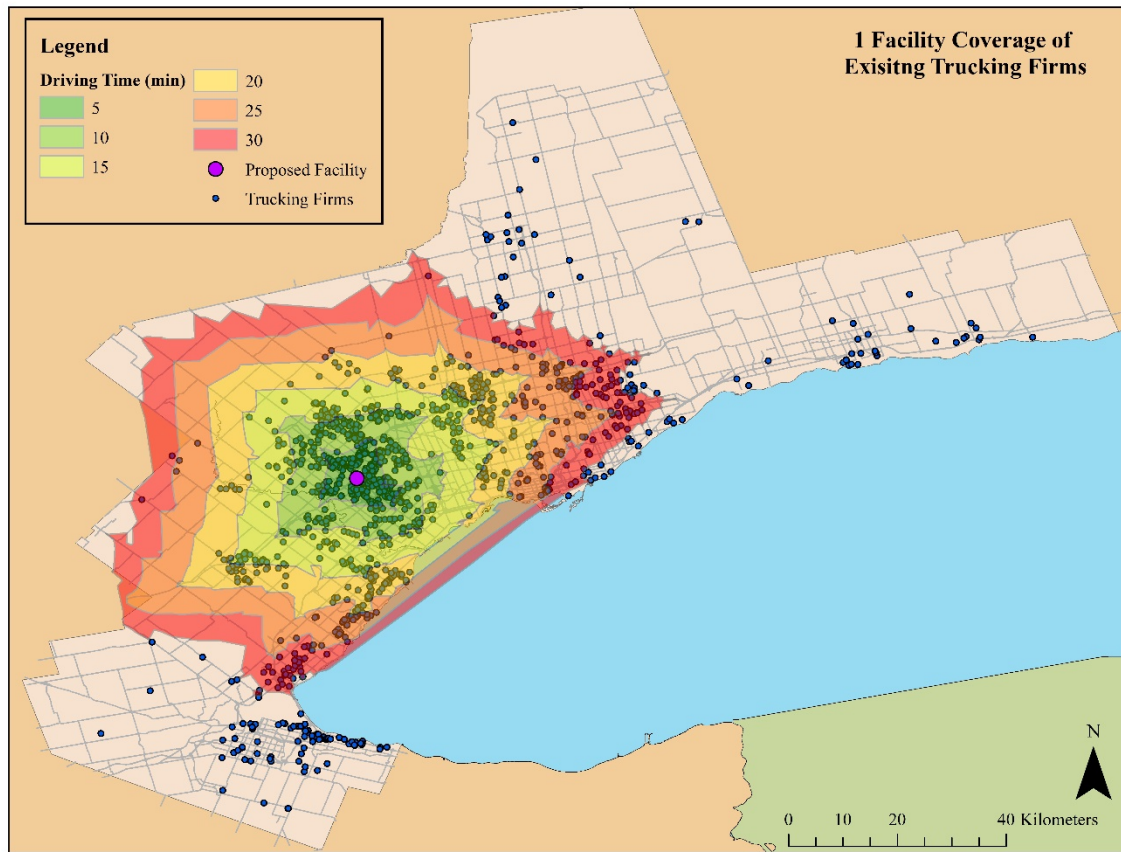 1 Facility Coverage of
Exisitng Trucking Firms
Legend
Driving Time (min)
5
10
15
20
25
30
Proposed Facility
Trucking Firms
N
0 10 20 40 Kilometers